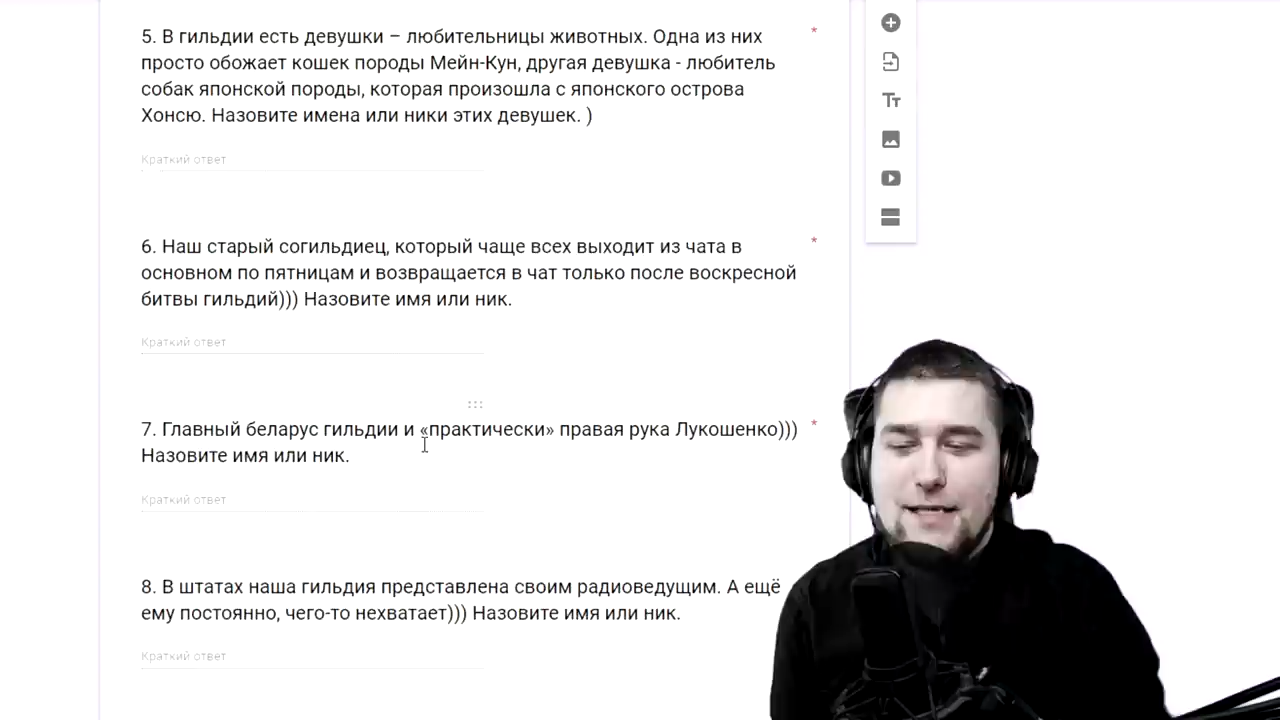 5. В гильдии есть девушки – любительницы животных. Одна из них *
просто обожает кошек породы Мейн-Кун, другая девушка - любитель
собак японской породы, которая произошла с японского острова
Хонсю. Назовите имена или ники этих девушек. )
Краткий ответ
6. Наш старый согильдиец, который чаще всех выходит из чата в *
основном по пятницам и возвращается в чат только после воскресной
битвы гильдий))) Назовите имя или ник.
Краткий ответ
7. Главный беларус гильдии и «практически» правая рука Лукошенко))) *
Назовите имя или ник.
Краткий ответ
8. В штатах наша гильдия представлена своим радиоведущим. А ещё
ему постоянно, чего-то нехватает))) Назовите имя или ник.
Краткий ответ
Тт